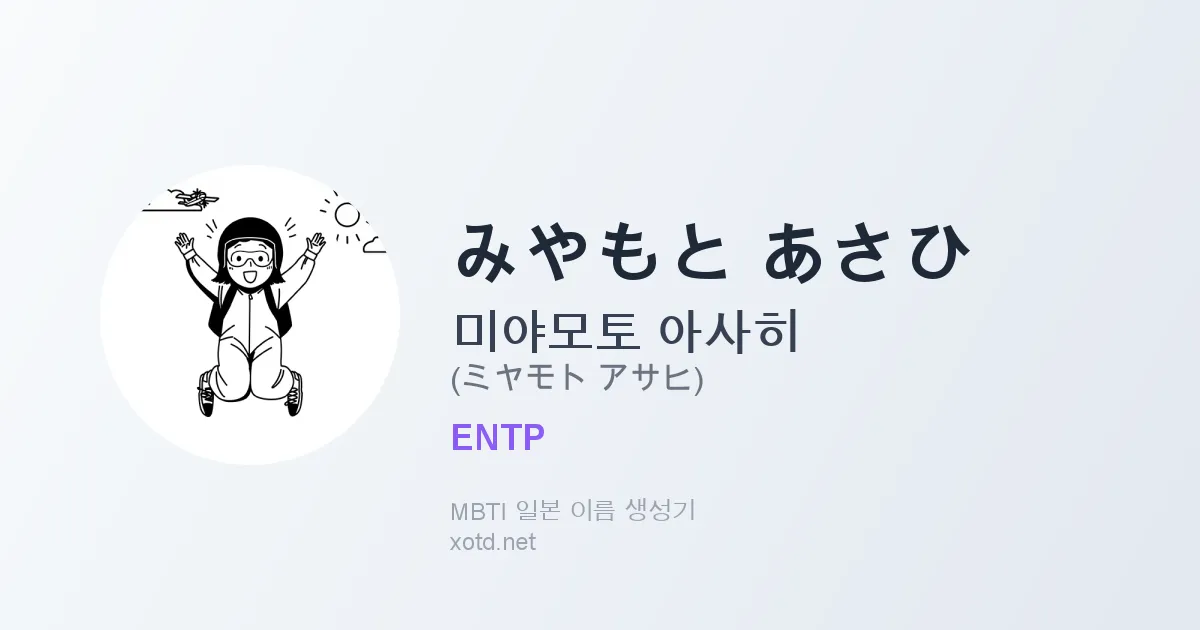 みやもと あさひ
미야모토 아사히
(ミヤモト アサヒ)
ENTP
MBTI 일본 이름 생성기
xotd.net